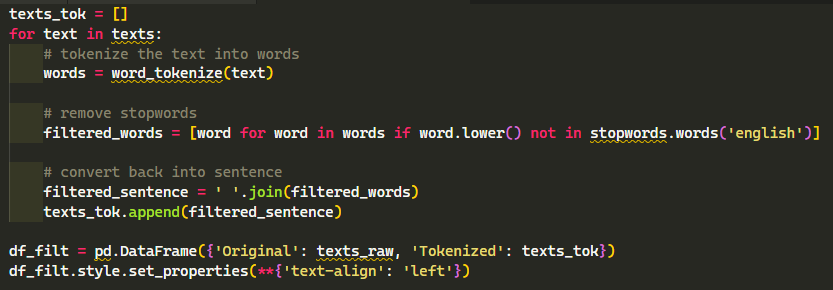 texts_tok = []
for text in texts:
    # tokenize the text into words
    words = word_tokenize(text)

    # remove stopwords
    filtered_words = [word for word in words if word.lower() not in stopwords.words('english')]

    # convert back into sentence
    filtered_sentence = ' '.join(filtered_words)
    texts_tok.append(filtered_sentence)

df_filt = pd.DataFrame({'Original': texts_raw, 'Tokenized': texts_tok})
df_filt.style.set_properties(**{'text-align': 'left'})